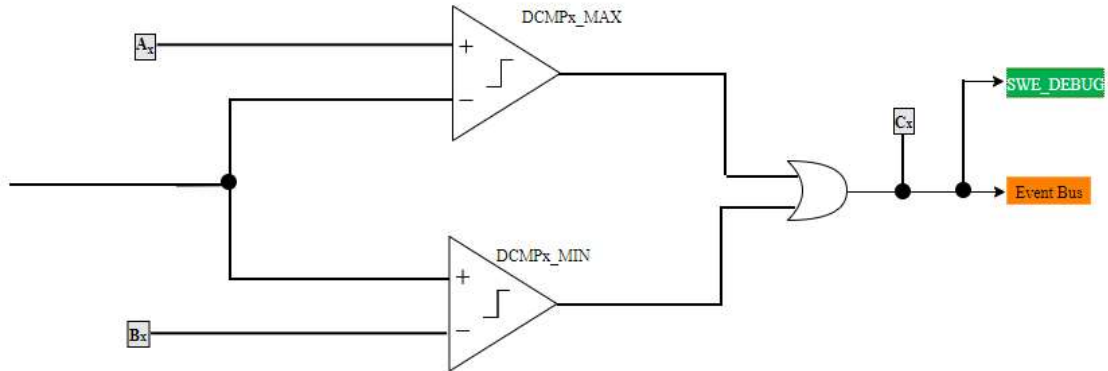 DCMPx_MAX
Ax
+
−
SWE_DEBUG
Cx
Event Bus
DCMPx_MIN
+
−
Bx